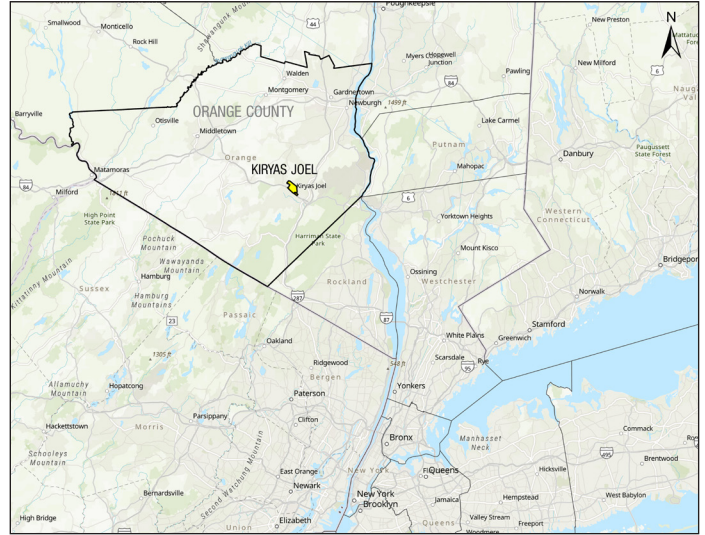 Poughkeepsie
44
N
Smallwood
Monticello
Rock Hill
New Preston
Myers C
Hopewell
Junction
Pawling
New Milford
6
Walden
84
Montgomery
Gardnertown
Newburgh
1499 ft
Barryville
Otisville
ORANGE COUNTY
Middletown
Lake Carmel
Putnam
Paugussett
State Forest
Orange
Danbury
KIRYAS JOEL
Matamoras
Mahopac
84
Milford
Kiryas Joel
6
High Point
State Park
Yorktown Heights
Western
Connecticut
Harriman State
Park
Pochuck
Mountain
Mount Kisco
Kittatinny Mountain
Wawayanda
Mountain
Bridgepor
Hamburg
Ossining
Sussex
Rockland
Westchester
Hamburg
Mountains
287
Norwalk
Passaic
87
23
Stamford
White Plains
Greenwich
Oakland
1305 ft
Scarsdale
Rye
Ridgewood
95
Bergen
Allamuchy
Mountain
Hopatcong
Paterson
Yonkers
Parsippany
Clifton
Hackettstown
Morris
Commack
Bronx
Manhasset
Neck
Schooleys
Mountain
495
Second Watchung Mountain
Brentwood
East Orange
New York
Queens
Hicksville
Newark
Bernardsville
New York
Brooklyn
Jamaica
Hempstead
West Babylon
High Bridge
Elizabeth
Union
Queens
Valley Stream
Freeport